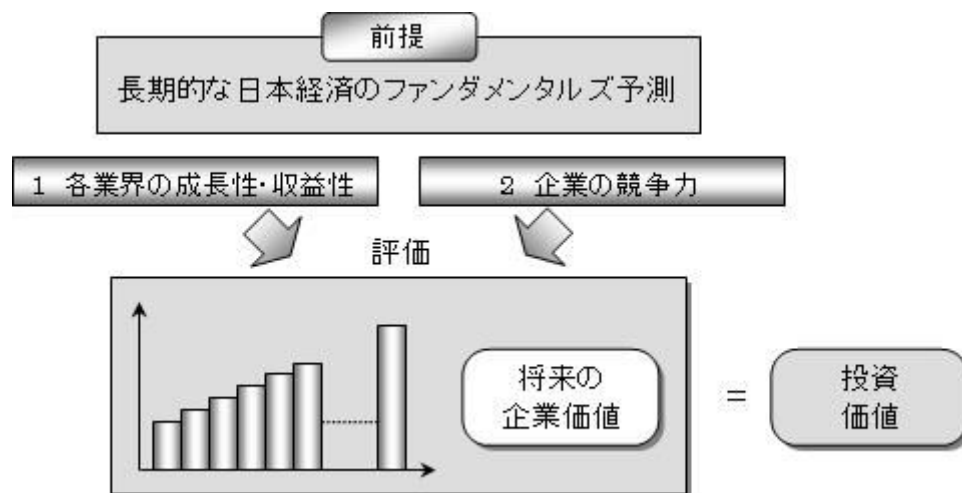 前提
長期的な日本経済のファンダメンタルズ予測
1 各業界の成長性・収益性
2 企業の競争力
評価
将来の
企業価値
=
投資
価値